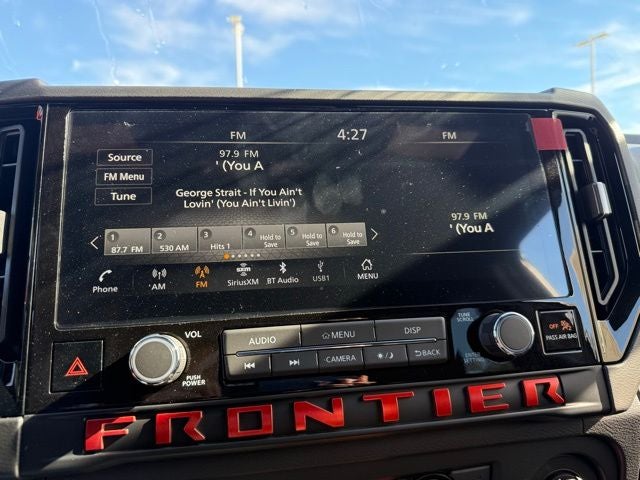 FM 4:27 FM
Source
FM Menu
Tune
97.9 FM
' (You A
George Strait - If You Ain't
Lovin' (You Ain't Livin')
97.9 FM
' (You A
1 2 3 4 5 6
87.7 FM 530 AM Hits 1 Hold to Save Hold to Save Hold to Save
Phone AM FM SiriusXM BT Audio USB1 MENU
sxm
VOL
PUSH POWER
AUDIO MENU DISP
CAMERA BACK
TUNE SCROLL
ENTER SETTING
OFF
PASS AIR BAG
FRONTIER